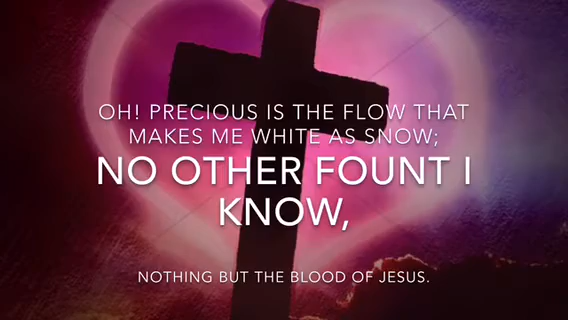 OH! PRECIOUS IS THE FLOW THAT
MAKES ME WHITE AS SNOW;
NO OTHER FOUNT I
KNOW,
NOTHING BUT THE BLOOD OF JESUS.